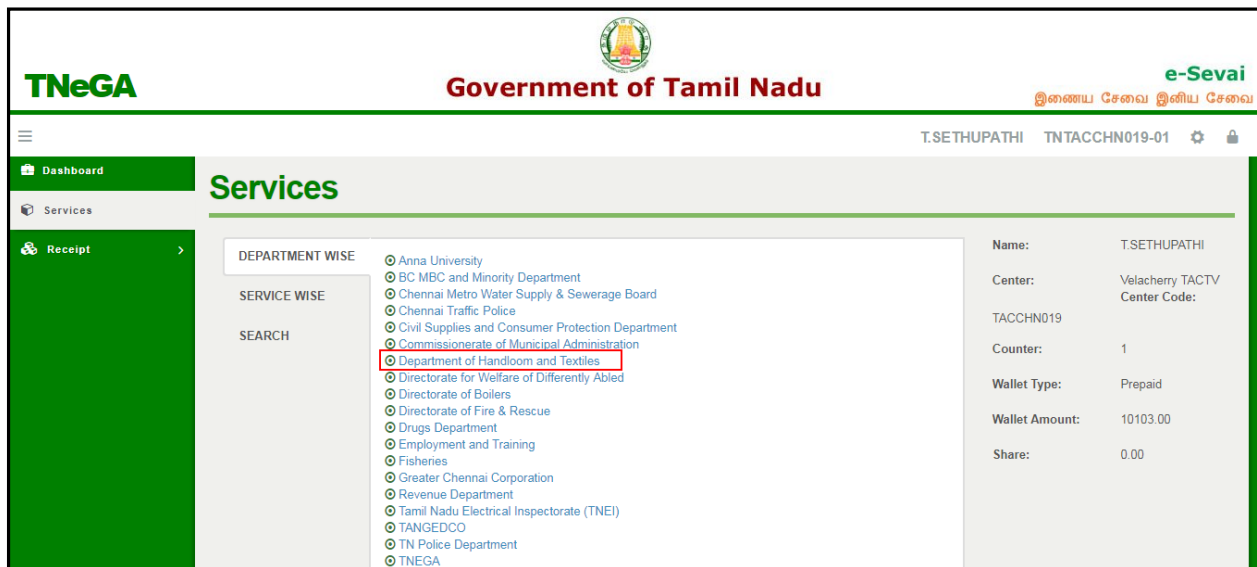 TNeGA
Government of Tamil Nadu
e-Sevai
இணைய சேவை இனிய சேவை
T.SETHUPATHI TNTACCHN019-01
Dashboard
Services
Receipt
Services
DEPARTMENT WISE
SERVICE WISE
SEARCH
Anna University
BC MBC and Minority Department
Chennai Metro Water Supply & Sewerage Board
Chennai Traffic Police
Civil Supplies and Consumer Protection Department
Commissionerate of Municipal Administration
Department of Handloom and Textiles
Directorate for Welfare of Differently Abled
Directorate of Boilers
Directorate of Fire & Rescue
Drugs Department
Employment and Training
Fisheries
Greater Chennai Corporation
Revenue Department
Tamil Nadu Electrical Inspectorate (TNEI)
TANGEDCO
TN Police Department
TNEGA
Name: T.SETHUPATHI
Center: Velacherry TACTV
Center Code:
TACCHN019
Counter: 1
Wallet Type: Prepaid
Wallet Amount: 10103.00
Share: 0.00